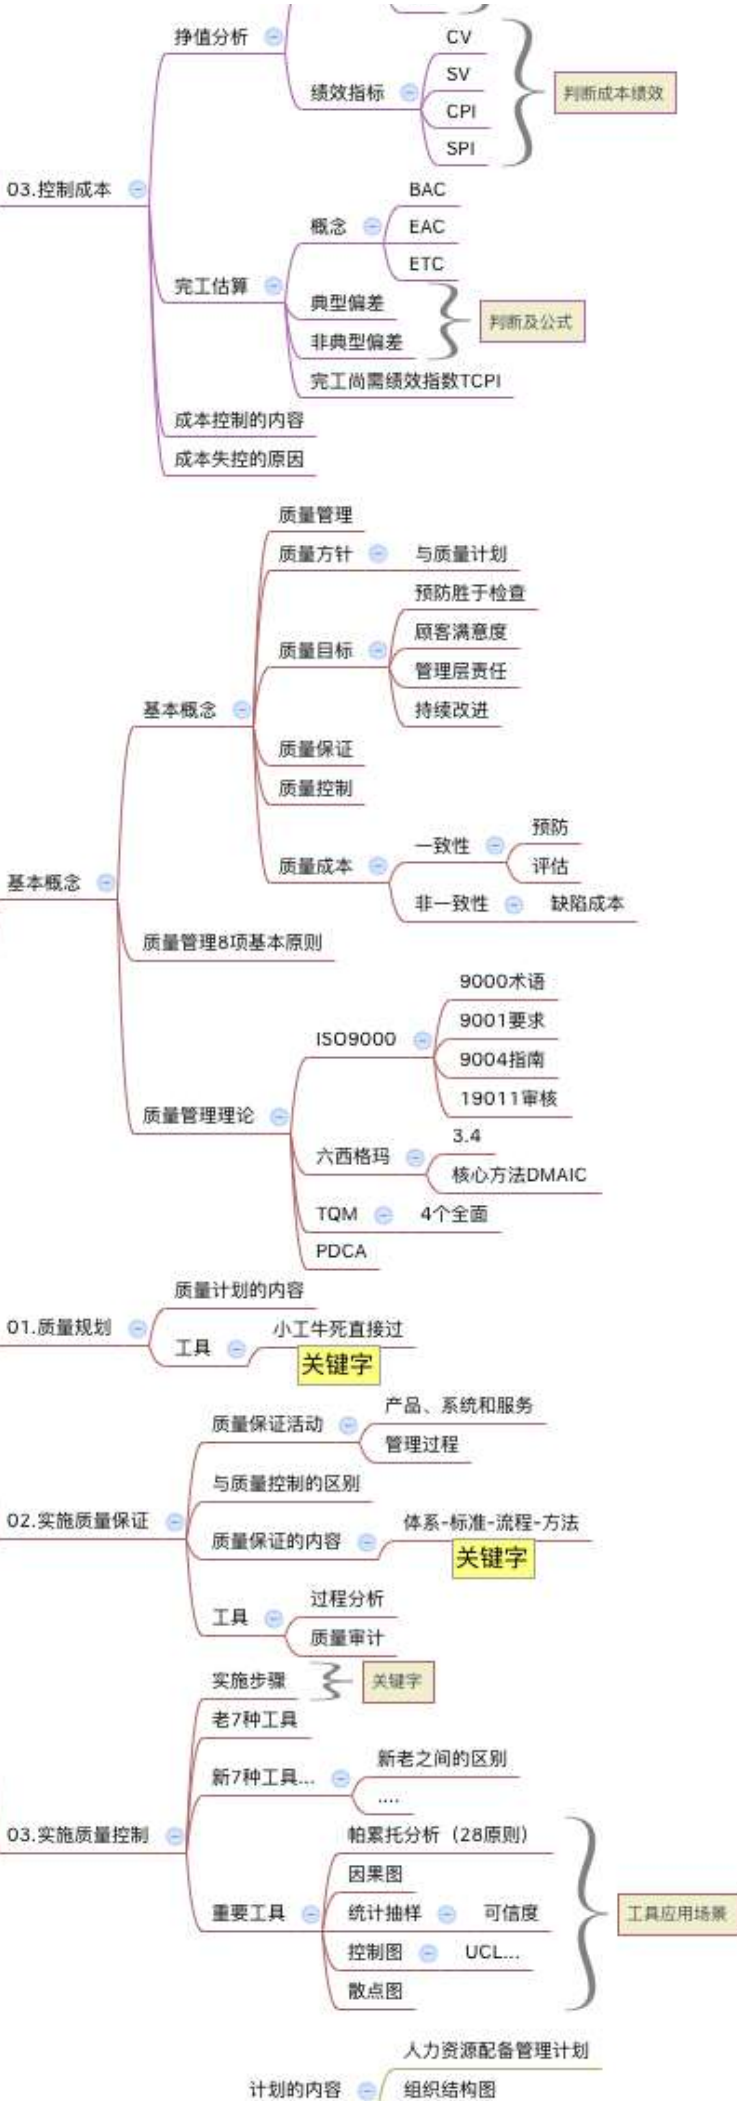 挣值分析
CV
绩效指标
SV
CPI
SPI
判断成本绩效
03.控制成本
完工估算
概念
BAC
EAC
ETC
典型偏差
非典型偏差
判断及公式
完工尚需绩效指数TCPI
成本控制的内容
成本失控的原因
基本概念
基本概念
质量管理
质量方针
与质量计划
质量目标
预防胜于检查
顾客满意度
管理层责任
持续改进
质量保证
质量控制
质量成本
一致性
预防
评估
非一致性
缺陷成本
质量管理8项基本原则
质量管理理论
ISO9000
9000术语
9001要求
9004指南
19011审核
六西格玛
3.4
核心方法DMAIC
TQM
4个全面
PDCA
01.质量规划
质量计划的内容
工具
小工牛死直接过
关键字
02.实施质量保证
质量保证活动
产品、系统和服务
管理过程
与质量控制的区别
质量保证的内容
体系-标准-流程-方法
关键字
工具
过程分析
质量审计
03.实施质量控制
实施步骤
关键字
老7种工具
新7种工具...
新老之间的区别
....
重要工具
帕累托分析（28原则）
因果图
统计抽样
可信度
控制图
UCL...
散点图
工具应用场景
计划的内容
人力资源配备管理计划
组织结构图